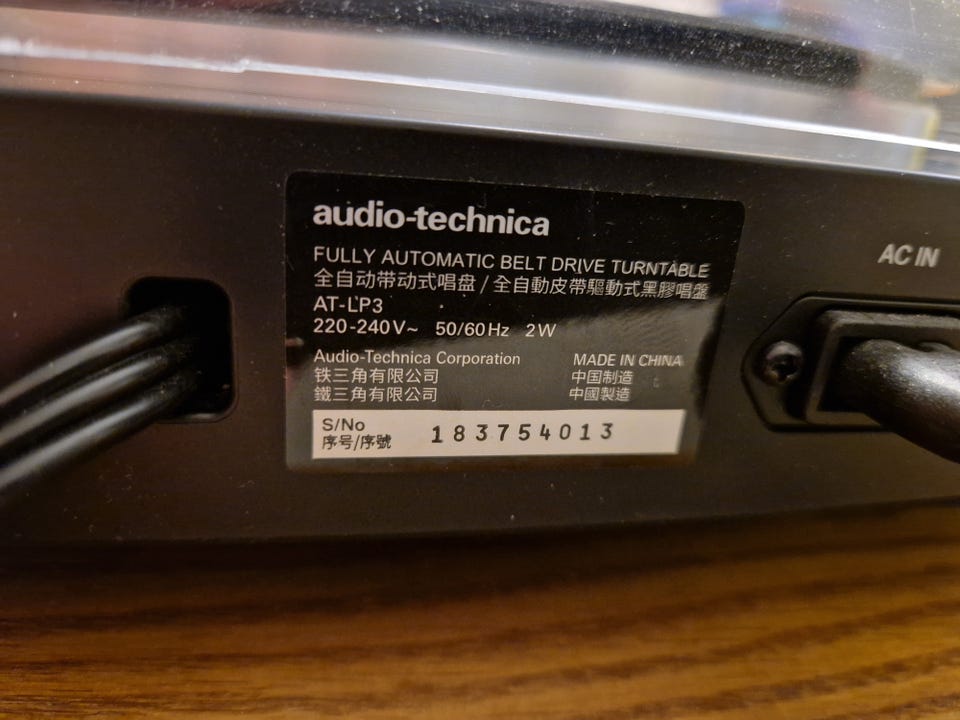 audio-technica
FULLY AUTOMATIC BELT DRIVE TURNTABLE
全自动带动式唱盘 / 全自動皮帶驅動式黑膠唱盤
AT-LP3
220-240V~ 50/60Hz 2W
Audio-Technica Corporation
铁三角有限公司
鐵三角有限公司
MADE IN CHINA
中国制造
中國製造
S/No
序号/序號
183754013
AC IN